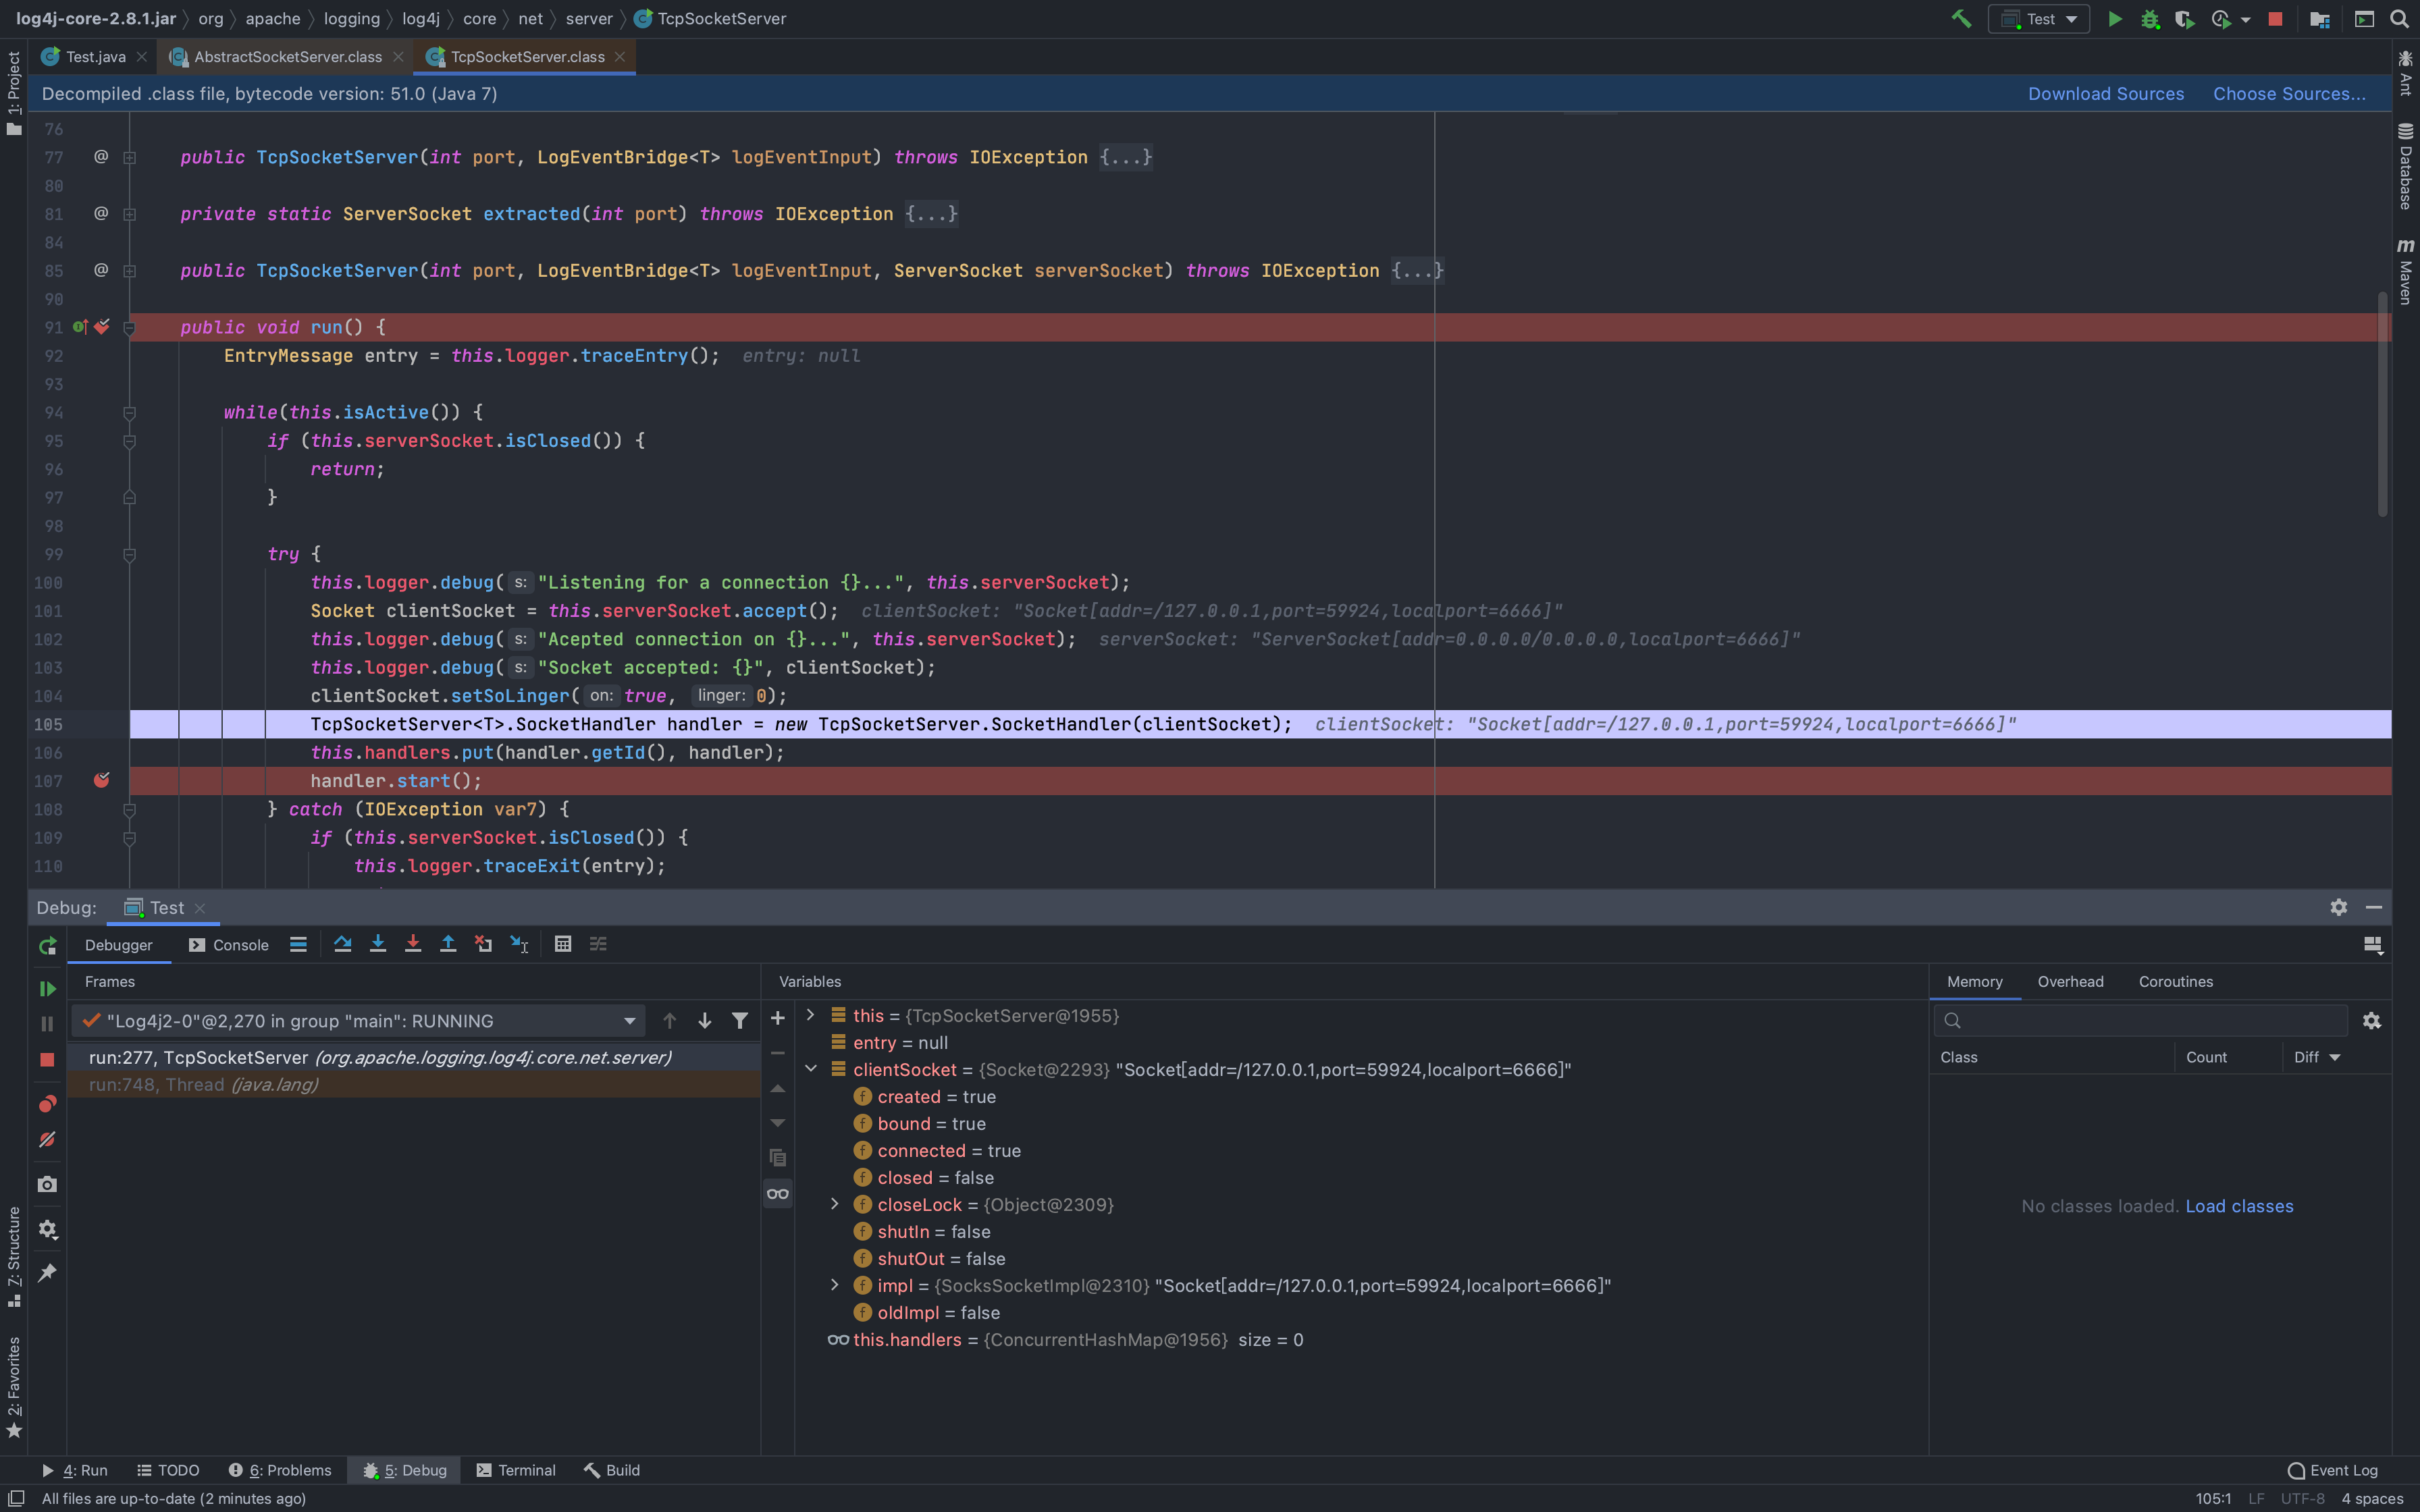 log4j-core-2.8.1.jar 〉 org 〉 apache 〉 logging 〉 log4j 〉 core 〉 net 〉 server 〉 TcpSocketServer
Test
Test.java
AbstractSocketServer.class
TcpSocketServer.class
Decompiled .class file, bytecode version: 51.0 (Java 7)
Download Sources
Choose Sources...
1: Project
7: Structure
2: Favorites
Ant
Database
Maven
76
77 @ public TcpSocketServer(int port, LogEventBridge<T> logEventInput) throws IOException {...}
80
81 @ private static ServerSocket extracted(int port) throws IOException {...}
84
85 @ public TcpSocketServer(int port, LogEventBridge<T> logEventInput, ServerSocket serverSocket) throws IOException {...}
90
91 public void run() {
92 EntryMessage entry = this.logger.traceEntry(); entry: null
93
94 while(this.isActive()) {
95 if (this.serverSocket.isClosed()) {
96 return;
97 }
98
99 try {
100 this.logger.debug( s: "Listening for a connection {}...", this.serverSocket);
101 Socket clientSocket = this.serverSocket.accept(); clientSocket: "Socket[addr=/127.0.0.1,port=59924,localport=6666]"
102 this.logger.debug( s: "Acepted connection on {}...", this.serverSocket); serverSocket: "ServerSocket[addr=0.0.0.0/0.0.0.0,localport=6666]"
103 this.logger.debug( s: "Socket accepted: {}", clientSocket);
104 clientSocket.setSoLinger( on: true, linger: 0);
105 TcpSocketServer<T>.SocketHandler handler = new TcpSocketServer.SocketHandler(clientSocket); clientSocket: "Socket[addr=/127.0.0.1,port=59924,localport=6666]"
106 this.handlers.put(handler.getId(), handler);
107 handler.start();
108 } catch (IOException var7) {
109 if (this.serverSocket.isClosed()) {
110 this.logger.traceExit(entry);
Debug: Test
Debugger Console
Frames
"Log4j2-0"@2,270 in group "main": RUNNING
run:277, TcpSocketServer (org.apache.logging.log4j.core.net.server)
run:748, Thread (java.lang)
Variables
this = {TcpSocketServer@1955}
entry = null
clientSocket = {Socket@2293} "Socket[addr=/127.0.0.1,port=59924,localport=6666]"
created = true
bound = true
connected = true
closed = false
closeLock = {Object@2309}
shutIn = false
shutOut = false
impl = {SocksSocketImpl@2310} "Socket[addr=/127.0.0.1,port=59924,localport=6666]"
oldImpl = false
this.handlers = {ConcurrentHashMap@1956} size = 0
Memory Overhead Coroutines
Class Count Diff
No classes loaded. Load classes
4: Run TODO 6: Problems 5: Debug Terminal Build Event Log
All files are up-to-date (2 minutes ago) 105:1 LF UTF-8 4 spaces